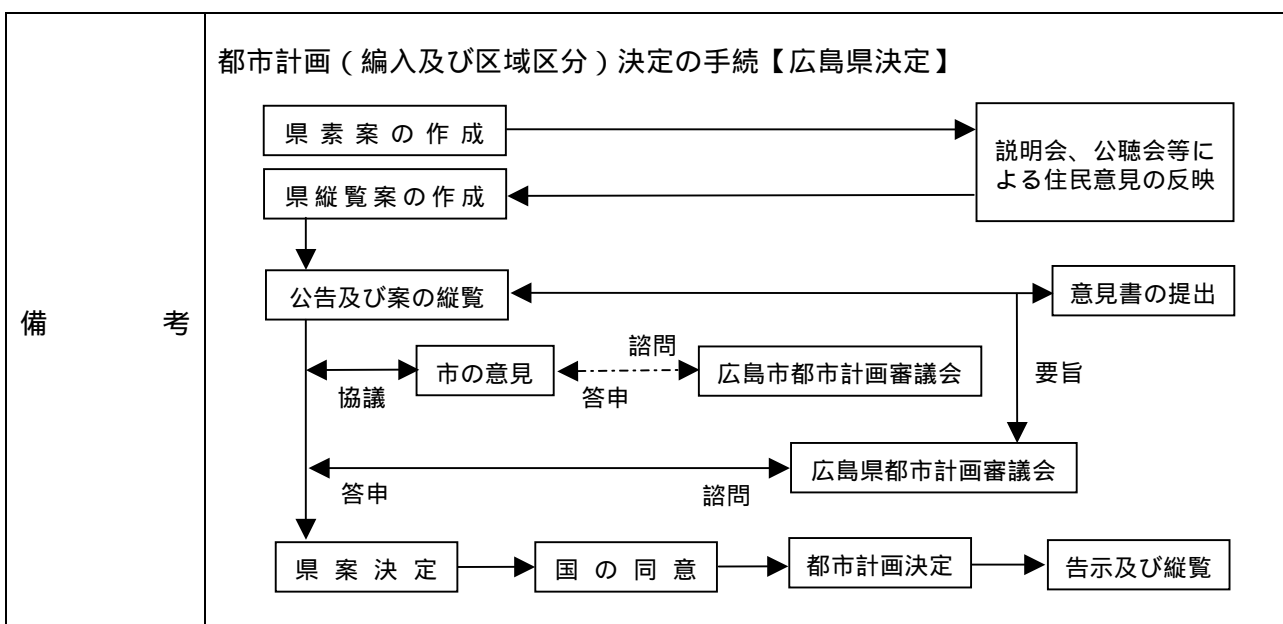 備考
都市計画（編入及び区域区分）決定の手続【広島県決定】
県素案の作成
説明会、公聴会等に
よる住民意見の反映
県縦覧案の作成
公告及び案の縦覧
意見書の提出
諮問
市の意見
広島市都市計画審議会
要旨
協議
答申
広島県都市計画審議会
答申
諮問
県案決定
国の同意
都市計画決定
告示及び縦覧